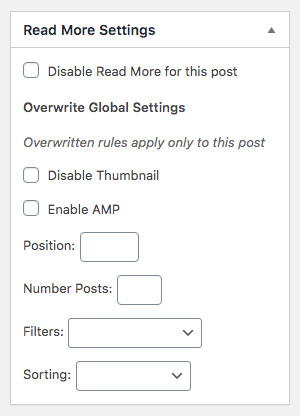 Read More Settings
Disable Read More for this post
Overwrite Global Settings
Overwritten rules apply only to this post
Disable Thumbnail
Enable AMP
Position:
Number Posts:
Filters:
Sorting: